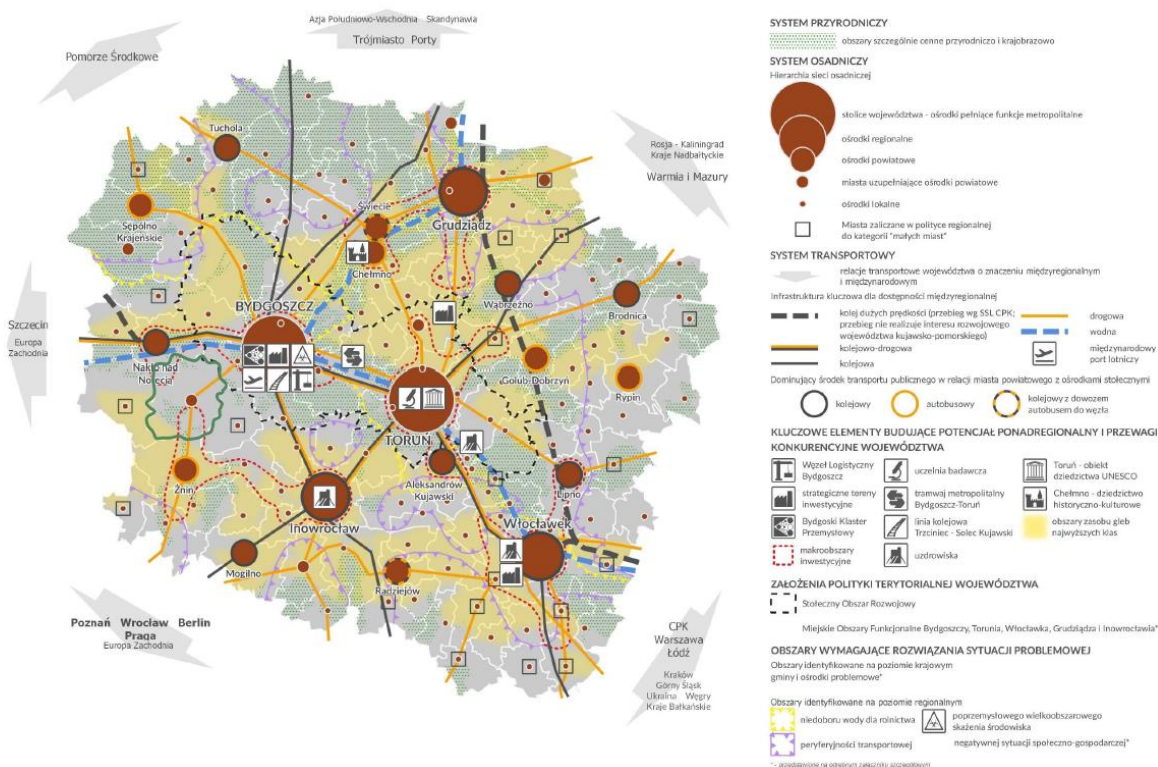 Azja Południowo-Wschodnia Skandynawia
Trójmiasto Porty
Pomorze Środkowe
Rosja - Kaliningrad
Kraje Nadbałtyckie
Warmia i Mazury
Szczecin
Europa
Zachodnia
Poznań Wrocław Berlin
Praga
Europa Zachodnia
CPK
Warszawa
Łódź
Kraków
Górny Śląsk
Ukraina Węgry
Kraje Bałkańskie
Tuchola
Sępólno
Krajeńskie
Świecie
Grudziądz
Chełmno
BYDGOSZCZ
Wąbrzeźno
Brodnica
Nakło nad
Notecią
Golub-Dobrzyń
Rypin
TORUŃ
Żnin
Aleksandrów
Kujawski
Lipno
Inowrocław
Włocławek
Mogilno
Radziejów
SYSTEM PRZYRODNICZY
obszary szczególnie cenne przyrodniczo i krajobrazowo
SYSTEM OSADNICZY
Hierarchia sieci osadniczej
stolice województwa - ośrodki pełniące funkcje metropolitalne
ośrodki regionalne
ośrodki powiatowe
miasta uzupełniające ośrodki powiatowe
ośrodki lokalne
Miasta zaliczane w polityce regionalnej
do kategorii "małych miast"
SYSTEM TRANSPORTOWY
relacje transportowe województwa o znaczeniu międzyregionalnym
i międzynarodowym
Infrastruktura kluczowa dla dostępności międzyregionalnej
kolej dużych prędkości (przebieg wg SSL CPK;
przebieg nie realizuje interesu rozwojowego
województwa kujawsko-pomorskiego)
kolejowo-drogowa
kolejowa
drogowa
wodna
międzynarodowy
port lotniczy
Dominujący środek transportu publicznego w relacji miasta powiatowego z ośrodkami stołecznymi
kolejowy
autobusowy
kolejowy z dowozem
autobusem do węzła
KLUCZOWE ELEMENTY BUDUJĄCE POTENCJAŁ PONADREGIONALNY I PRZEWAGI
KONKURENCYJNE WOJEWÓDZTWA
Węzeł Logistyczny
Bydgoszcz
uczelnia badawcza
Toruń - obiekt
dziedzictwa UNESCO
strategiczne tereny
inwestycyjne
tramwaj metropolitalny
Bydgoszcz-Toruń
Chełmno - dziedzictwo
historyczno-kulturowe
Bydgoski Klaster
Przemysłowy
linia kolejowa
Trzciniec - Solec Kujawski
obszary zasobu gleb
najwyższych klas
makroobszary
inwestycyjne
uzdrowiska
ZAŁOŻENIA POLITYKI TERYTORIALNEJ WOJEWÓDZTWA
Stołeczny Obszar Rozwojowy
Miejskie Obszary Funkcjonalne Bydgoszczy, Torunia, Włocławka, Grudziądza i Inowrocławia*
OBSZARY WYMAGAJĄCE ROZWIĄZANIA SYTUACJI PROBLEMOWEJ
Obszary identyfikowane na poziomie krajowym
gminy i ośrodki problemowe*
Obszary identyfikowane na poziomie regionalnym
niedoboru wody dla rolnictwa
poprzemysłowego wielkoobszarowego
skażenia środowiska
peryferyjności transportowej
negatywnej sytuacji społeczno-gospodarczej*
* - przedstawione na odrębnym załączniku szczegółowym